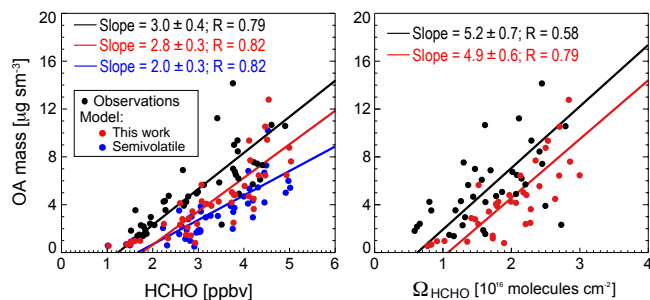 Slope = 3.0 ± 0.4; R = 0.79
Slope = 2.8 ± 0.3; R = 0.82
Slope = 2.0 ± 0.3; R = 0.82
Observations
Model:
This work
Semivolatile
OA mass [µg sm⁻³]
16
12
8
4
0
0 1 2 3 4 5 6
HCHO [ppbv]
Slope = 5.2 ± 0.7; R = 0.58
Slope = 4.9 ± 0.6; R = 0.79
16
12
8
4
0
0 1 2 3 4
Ω_HCHO [10¹⁶ molecules cm⁻²]